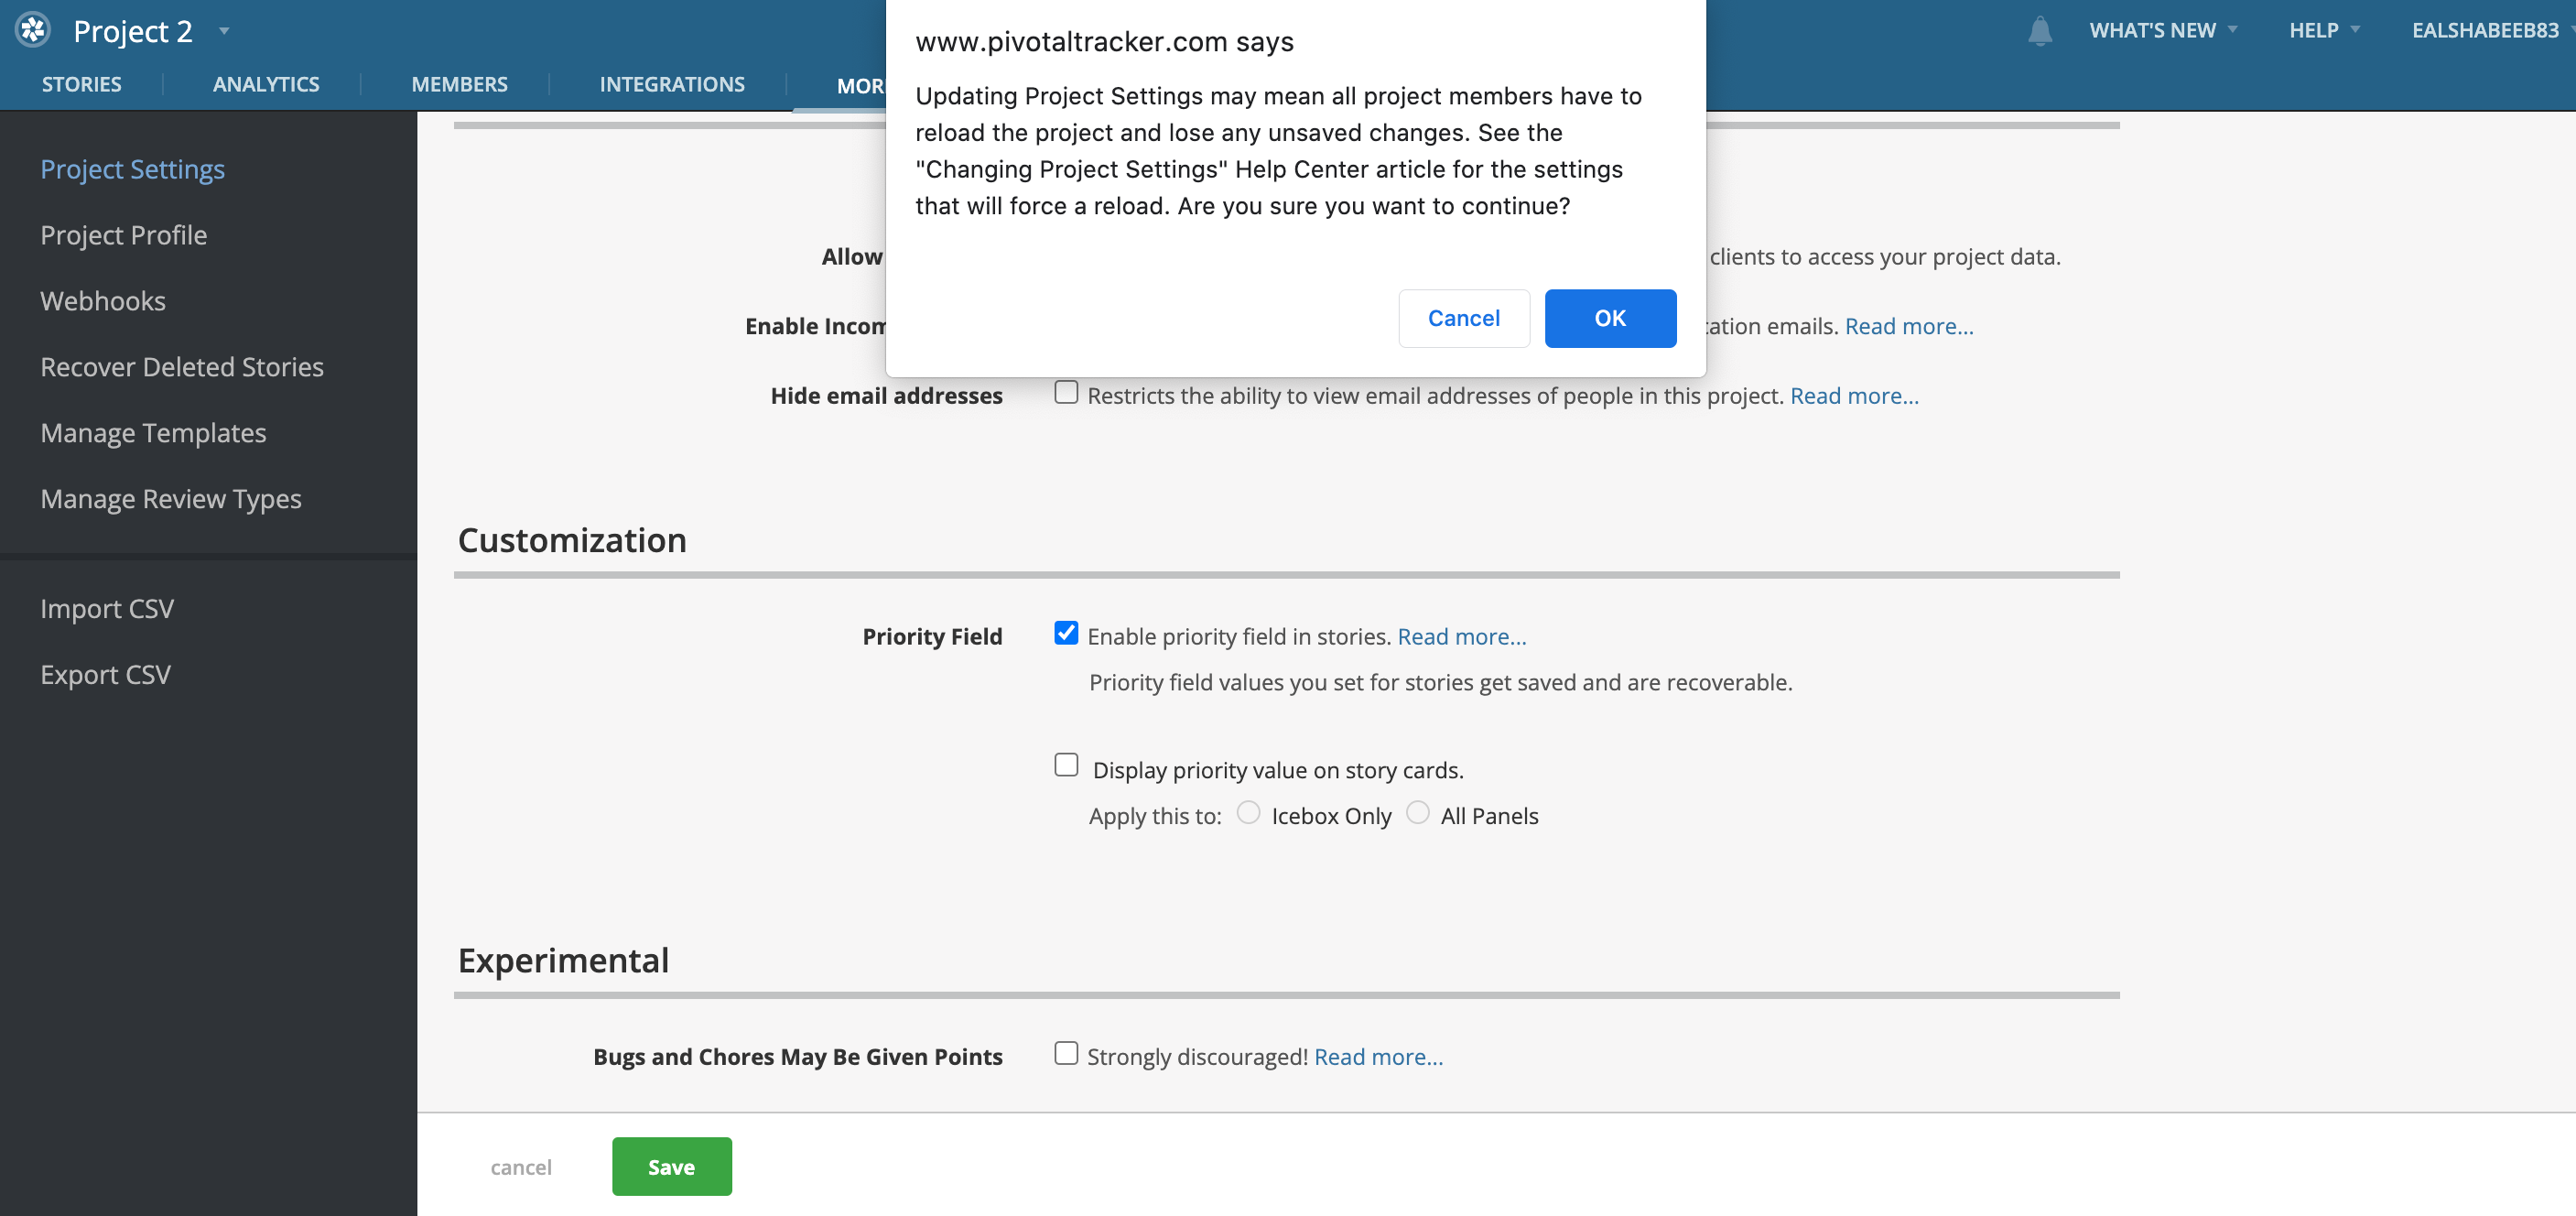 Project 2
WHAT'S NEW
HELP
EALSHABEEB83
STORIES
ANALYTICS
MEMBERS
INTEGRATIONS
www.pivotaltracker.com says
Updating Project Settings may mean all project members have to
reload the project and lose any unsaved changes. See the
"Changing Project Settings" Help Center article for the settings
that will force a reload. Are you sure you want to continue?
Cancel
OK
Project Settings
Project Profile
Webhooks
Recover Deleted Stories
Manage Templates
Manage Review Types
Import CSV
Export CSV
Allow clients to access your project data.
Enable emails. Read more...
Hide email addresses Restricts the ability to view email addresses of people in this project. Read more...
Customization
Priority Field Enable priority field in stories. Read more...
Priority field values you set for stories get saved and are recoverable.
Display priority value on story cards.
Apply this to: Icebox Only All Panels
Experimental
Bugs and Chores May Be Given Points Strongly discouraged! Read more...
cancel
Save